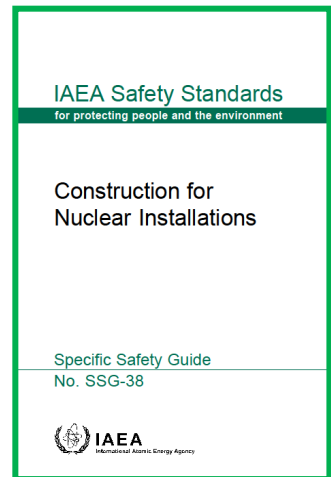 IAEA Safety Standards
for protecting people and the environment
Construction for
Nuclear Installations
Specific Safety Guide
No. SSG-38
IAEA
International Atomic Energy Agency